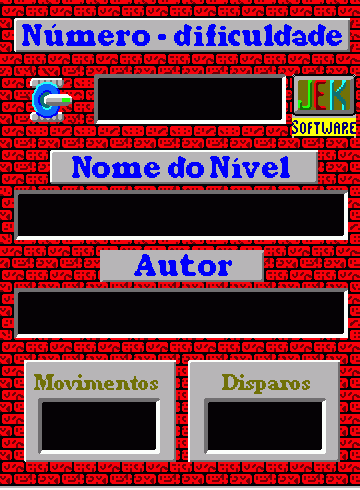 Número - dificuldade
JEK
SOFTWARE
Nome do Nível
Autor
Movimentos
Disparos